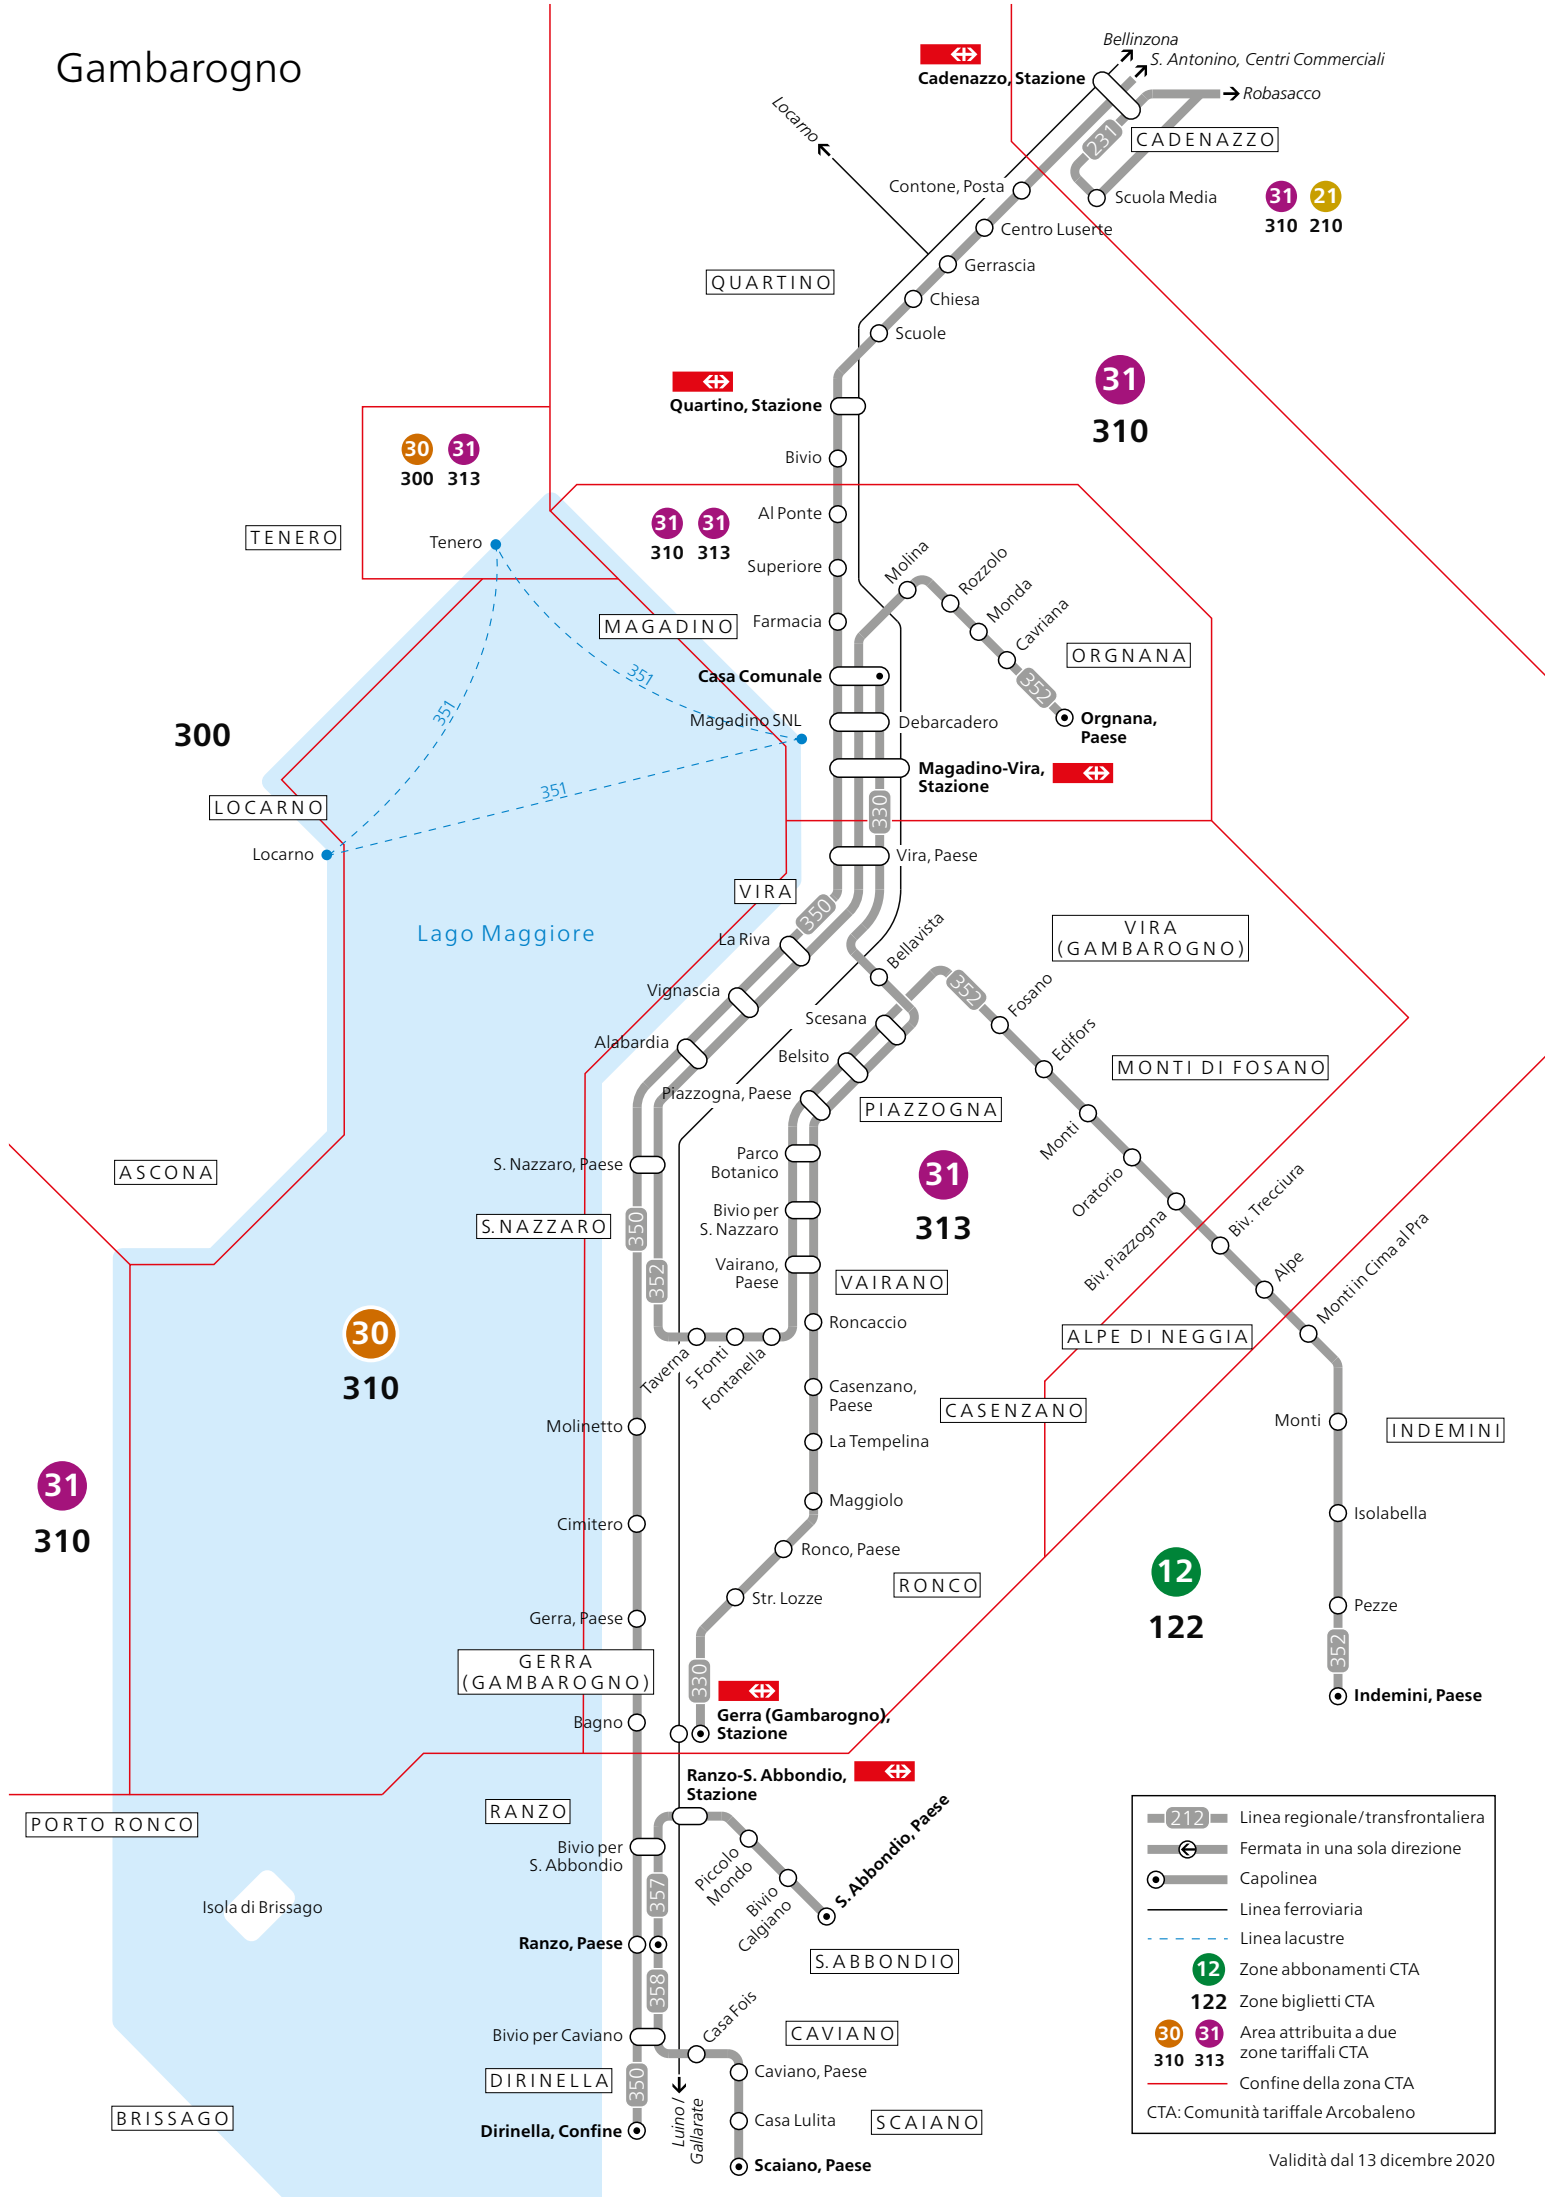 Gambarogno
Bellinzona
S. Antonino, Centri Commerciali
Cadenazzo, Stazione
Robasacco
Locarno
231
CADENAZZO
Contone, Posta
Scuola Media
31 21
310 210
Centro Luserte
Gerrascia
QUARTINO
Chiesa
Scuole
31
310
Quartino, Stazione
30 31
300 313
Bivio
31 31
310 313
Al Ponte
TENERO
Tenero
Superiore
Molina
Rozzolo
Monda
Cavriana
MAGADINO
Farmacia
ORGNANA
Casa Comunale
352
351
351
351
300
Magadino SNL
Debarcadero
Orgnana,
Paese
Magadino-Vira,
Stazione
LOCARNO
330
Locarno
Vira, Paese
VIRA
350
Lago Maggiore
La Riva
Bellavista
VIRA
(GAMBAROGNO)
Vignascia
352
Fosano
Scesana
Edifors
Alabardia
Belsito
MONTI DI FOSANO
Piazzogna, Paese
PIAZZOGNA
Monti
Parco
Botanico
S. Nazzaro, Paese
ASCONA
31
313
Oratorio
Biv. Trecciura
S. NAZZARO
350
Bivio per
S. Nazzaro
Biv. Piazzogna
Monti in Cima al Pra
Vairano,
Paese
352
VAIRANO
Alpe
30
310
Roncaccio
ALPE DI NEGGIA
Taverna
5 Fonti
Fontanella
Casenzano,
Paese
CASENZANO
Molinetto
La Tempelina
Monti
INDEMINI
31
310
Maggiolo
Isolabella
Cimitero
Ronco, Paese
12
122
RONCO
Str. Lozze
Pezze
Gerra, Paese
352
GERRA
(GAMBAROGNO)
330
Indemini, Paese
Bagno
Gerra (Gambarogno),
Stazione
Ranzo-S. Abbondio,
Stazione
RANZO
PORTO RONCO
Bivio per
S. Abbondio
Piccolo
Mondo
Bivio
Calgiano
S. Abbondio, Paese
357
Isola di Brissago
Ranzo, Paese
S. ABBONDIO
358
Bivio per Caviano
Casa Fois
CAVIANO
DIRINELLA
350
Caviano, Paese
BRISSAGO
Luino /
Gallarate
Casa Lulita
SCAIANO
Dirinella, Confine
Scaiano, Paese
212 Linea regionale/transfrontaliera
Fermata in una sola direzione
Capolinea
Linea ferroviaria
Linea lacustre
12 Zone abbonamenti CTA
122 Zone biglietti CTA
30 31 Area attribuita a due
310 313 zone tariffali CTA
Confine della zona CTA
CTA: Comunità tariffale Arcobaleno
Validità dal 13 dicembre 2020